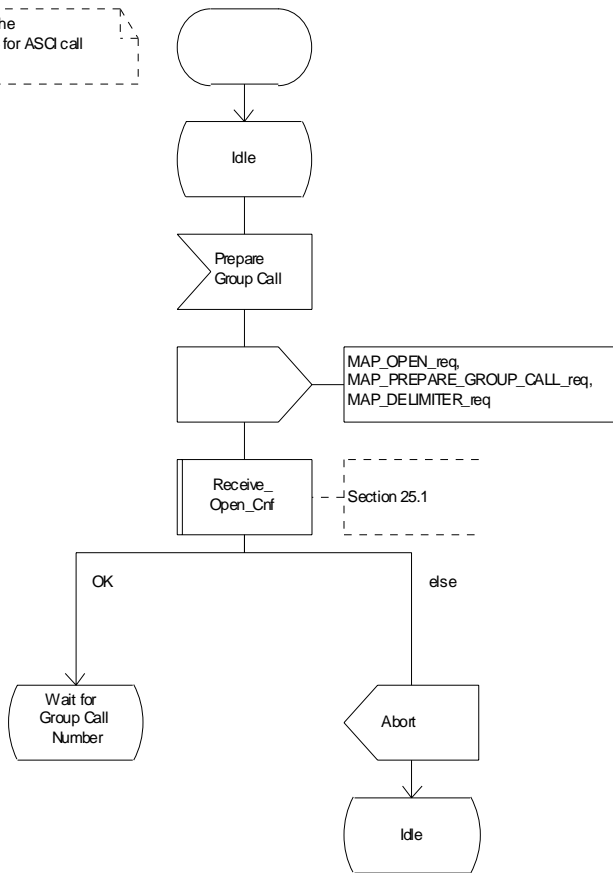 he
for ASCI call
Idle
Prepare
Group Call
MAP_OPEN_req,
MAP_PREPARE_GROUP_CALL_req,
MAP_DELIMITER_req
Receive_
Open_Cnf
Section 25.1
OK
else
Wait for
Group Call
Number
Abort
Idle